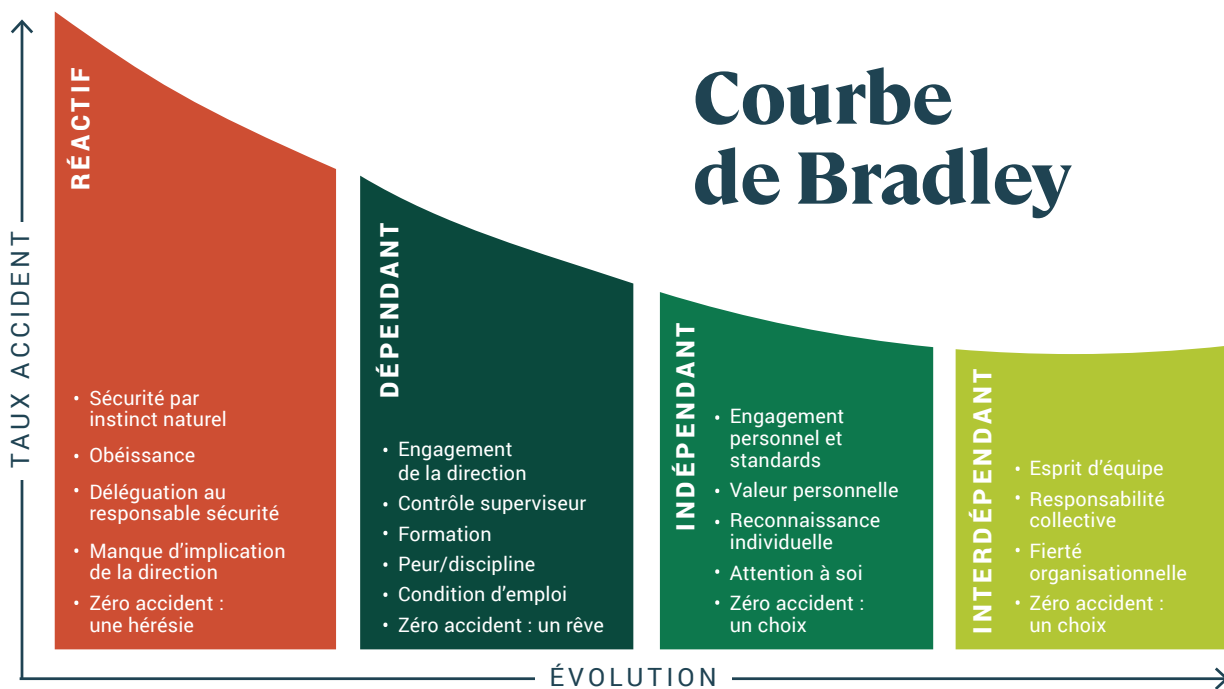 Courbe
de Bradley
TAUX ACCIDENT
RÉACTIF
• Sécurité par
instinct naturel
• Obéissance
• Déléguation au
responsable sécurité
• Manque d'implication
de la direction
• Zéro accident :
une hérésie
DÉPENDANT
• Engagement
de la direction
• Contrôle superviseur
• Formation
• Peur/discipline
• Condition d'emploi
• Zéro accident : un rêve
INDÉPENDANT
• Engagement
personnel et
standards
• Valeur personnelle
• Reconnaissance
individuelle
• Attention à soi
• Zéro accident :
un choix
INTERDÉPENDANT
• Esprit d'équipe
• Responsabilité
collective
• Fierté
organisationnelle
• Zéro accident :
un choix
ÉVOLUTION